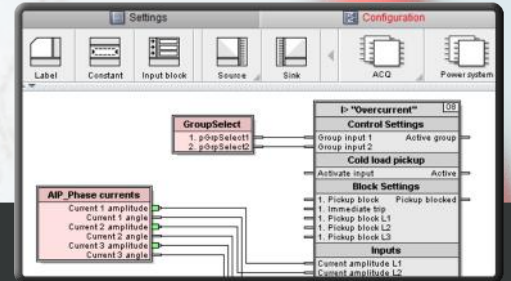 Settings
Configuration
Label
Constant
Input block
Source
Sink
ACQ
Power system
GroupSelect
1. pGrpSelect1
2. pGrpSelect2
AIP_Phase currents
Current 1 amplitude
Current 1 angle
Current 2 amplitude
Current 2 angle
Current 3 amplitude
Current 3 angle
I> "Overcurrent"
OB
Control Settings
Group input 1 Active group
Group input 2
Cold load pickup
Activate input Active
Block Settings
1. Pickup block Pickup blocked
1. Immediate trip
1. Pickup block L1
1. Pickup block L2
1. Pickup block L3
Inputs
Current amplitude L1
Current amplitude L2